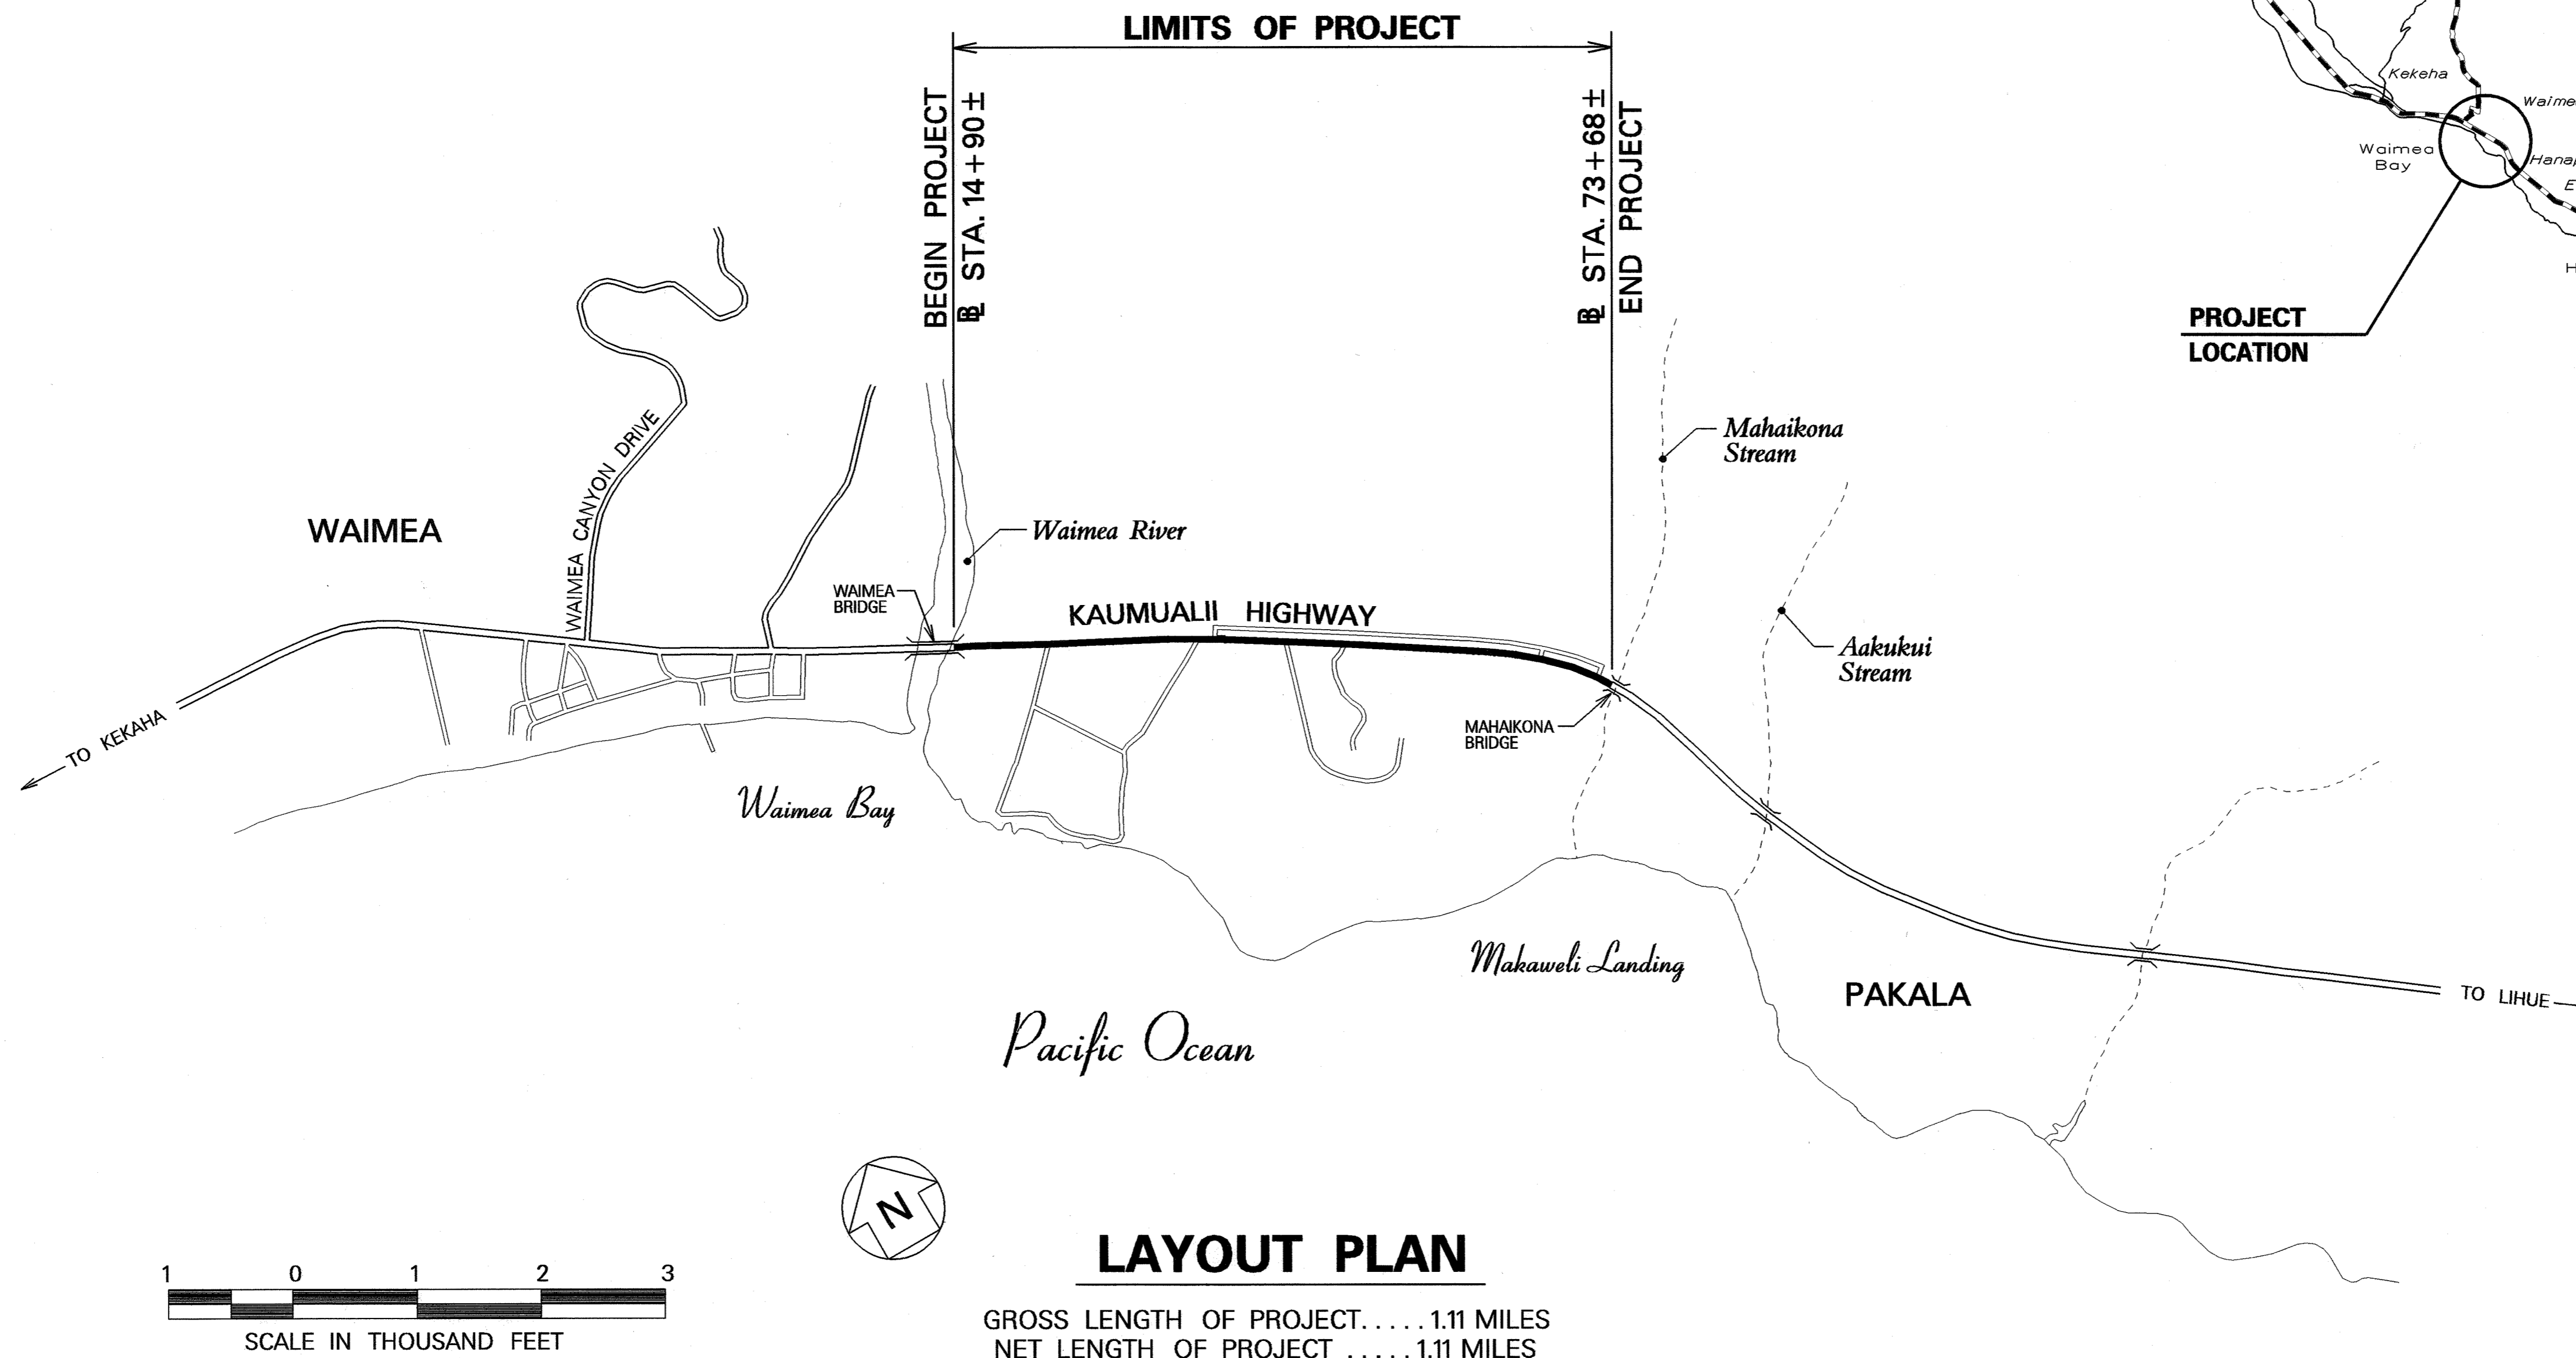 LIMITS OF PROJECT
BEGIN PROJECT
BL STA. 14+90±
BL STA. 73+68±
END PROJECT
Kekeha
Waimea
Bay
PROJECT
LOCATION
Mahaikona
Stream
WAIMEA
WAIMEA CANYON DRIVE
Waimea River
WAIMEA
BRIDGE
KAUMUALII HIGHWAY
Aakukui
Stream
TO KEKAHA
MAHAIKONA
BRIDGE
Waimea Bay
Makaweli Landing
PAKALA
TO LIHUE
Pacific Ocean
N
LAYOUT PLAN
1 0 1 2 3
SCALE IN THOUSAND FEET
GROSS LENGTH OF PROJECT.....1.11 MILES
NET LENGTH OF PROJECT .....1.11 MILES